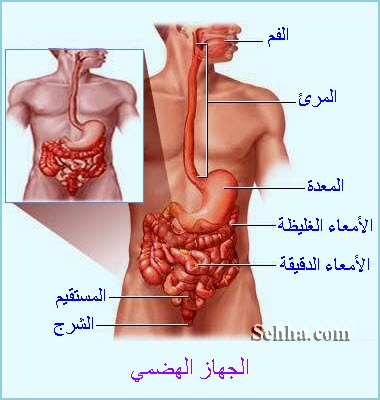 الفم
المرئ
المعدة
الأمعاء الغليظة
الأمعاء الدقيقة
المستقيم
الشرج
Sehha.com
الجهاز الهضمي